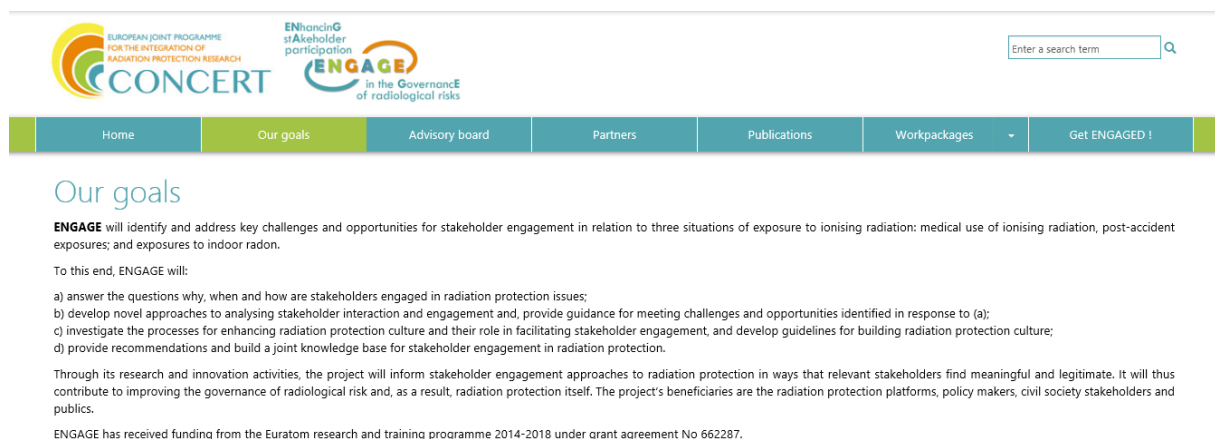 EUROPEAN JOINT PROGRAMME
FOR THE INTEGRATION OF
RADIATION PROTECTION RESEARCH
CONCERT
ENhancinG
stAkeholder
participation
ENGAGE
in the GovernancE
of radiological risks
Enter a search term
Home
Our goals
Advisory board
Partners
Publications
Workpackages
Get ENGAGED !
Our goals
ENGAGE will identify and address key challenges and opportunities for stakeholder engagement in relation to three situations of exposure to ionising radiation: medical use of ionising radiation, post-accident
exposures; and exposures to indoor radon.
To this end, ENGAGE will:
a) answer the questions why, when and how are stakeholders engaged in radiation protection issues;
b) develop novel approaches to analysing stakeholder interaction and engagement and, provide guidance for meeting challenges and opportunities identified in response to (a);
c) investigate the processes for enhancing radiation protection culture and their role in facilitating stakeholder engagement, and develop guidelines for building radiation protection culture;
d) provide recommendations and build a joint knowledge base for stakeholder engagement in radiation protection.
Through its research and innovation activities, the project will inform stakeholder engagement approaches to radiation protection in ways that relevant stakeholders find meaningful and legitimate. It will thus
contribute to improving the governance of radiological risk and, as a result, radiation protection itself. The project's beneficiaries are the radiation protection platforms, policy makers, civil society stakeholders and
publics.
ENGAGE has received funding from the Euratom research and training programme 2014-2018 under grant agreement No 662287.